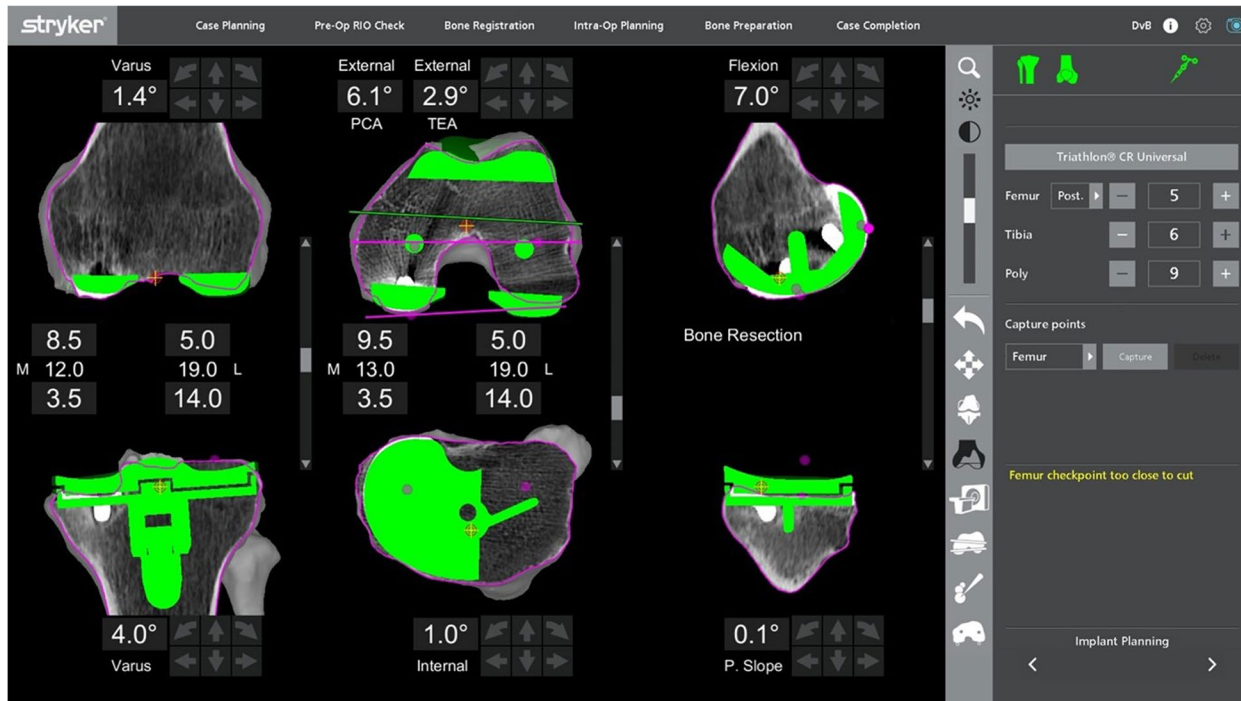 stryker®
Case Planning
Pre-Op RIO Check
Bone Registration
Intra-Op Planning
Bone Preparation
Case Completion
DvB
i
Varus
1.4°
External External
6.1° 2.9°
PCA TEA
Flexion
7.0°
8.5 5.0
M 12.0 19.0 L
3.5 14.0
9.5 5.0
M 13.0 19.0 L
3.5 14.0
Bone Resection
4.0°
Varus
1.0°
Internal
0.1°
P. Slope
Triathlon® CR Universal
Femur Post. − 5 +
Tibia − 6 +
Poly − 9 +
Capture points
Femur Capture Delete
Femur checkpoint too close to cut
Implant Planning